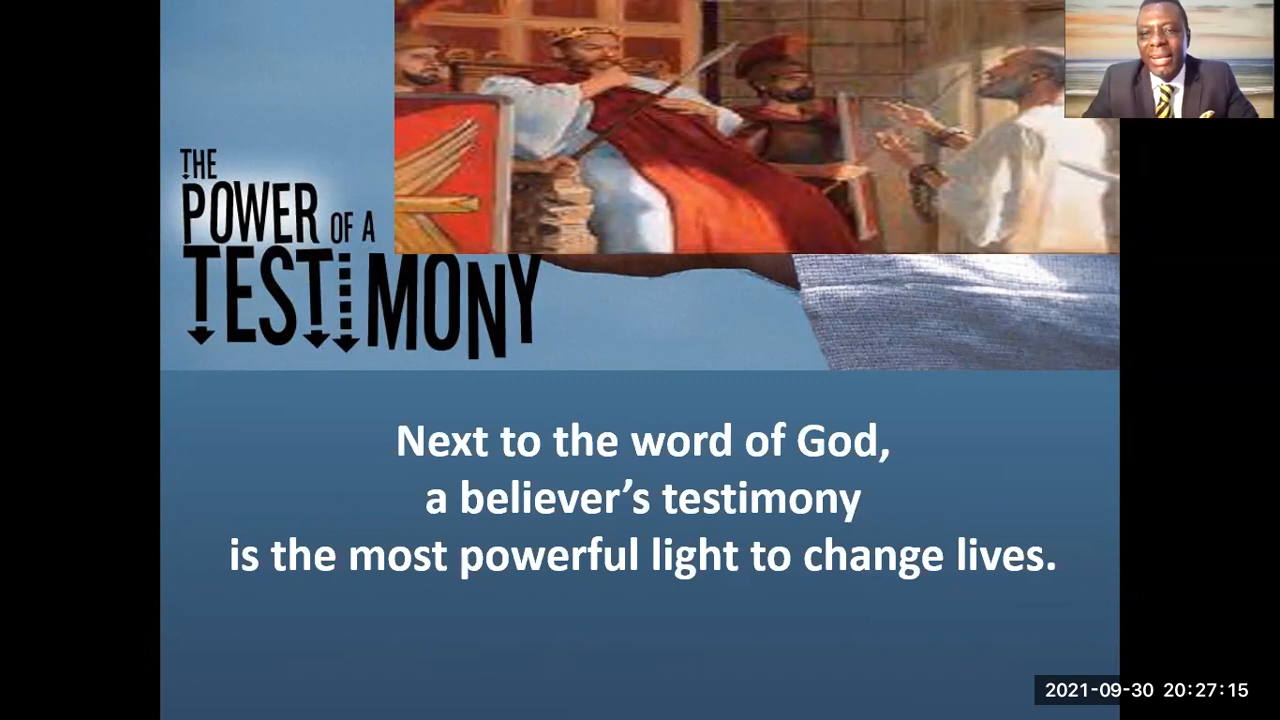 THE
POWER OF A
TESTIMONY
Next to the word of God,
a believer’s testimony
is the most powerful light to change lives.
2021-09-30 20:27:15